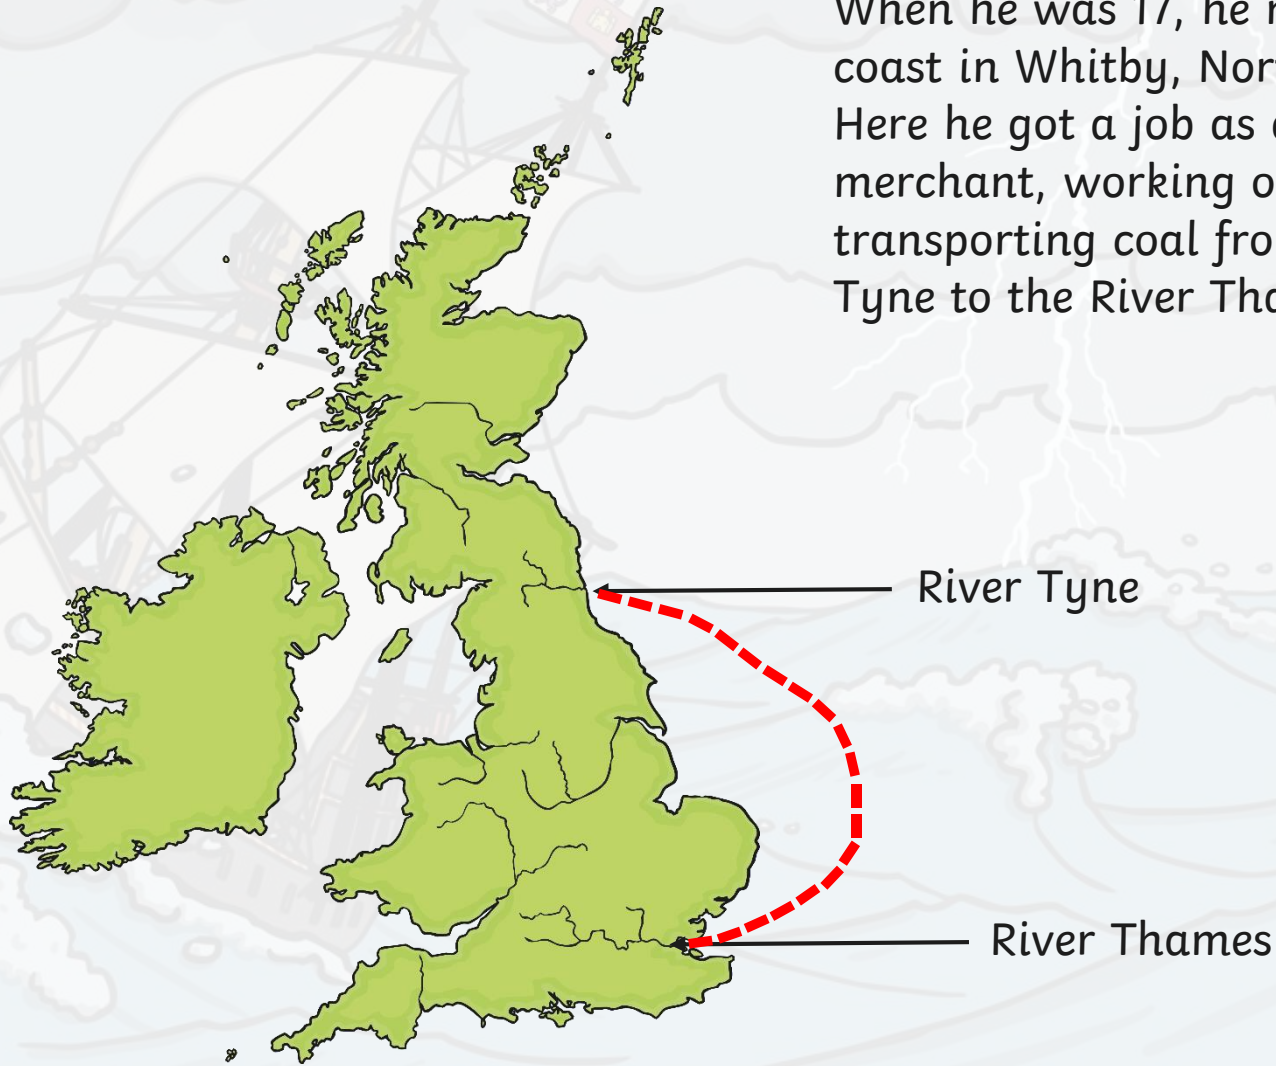 When he was 17, he
coast in Whitby,
Here he got a job as
merchant, working
transporting coal
Tyne to the River
River Tyne
River Thames